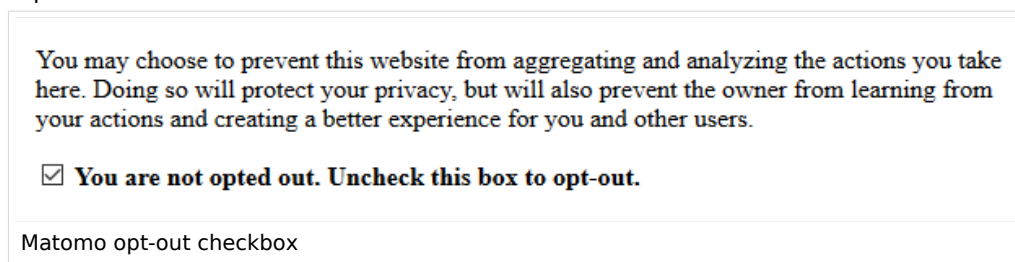 You may choose to prevent this website from aggregating and analyzing the actions you take
here. Doing so will protect your privacy, but will also prevent the owner from learning from
your actions and creating a better experience for you and other users.
You are not opted out. Uncheck this box to opt-out.
Matomo opt-out checkbox